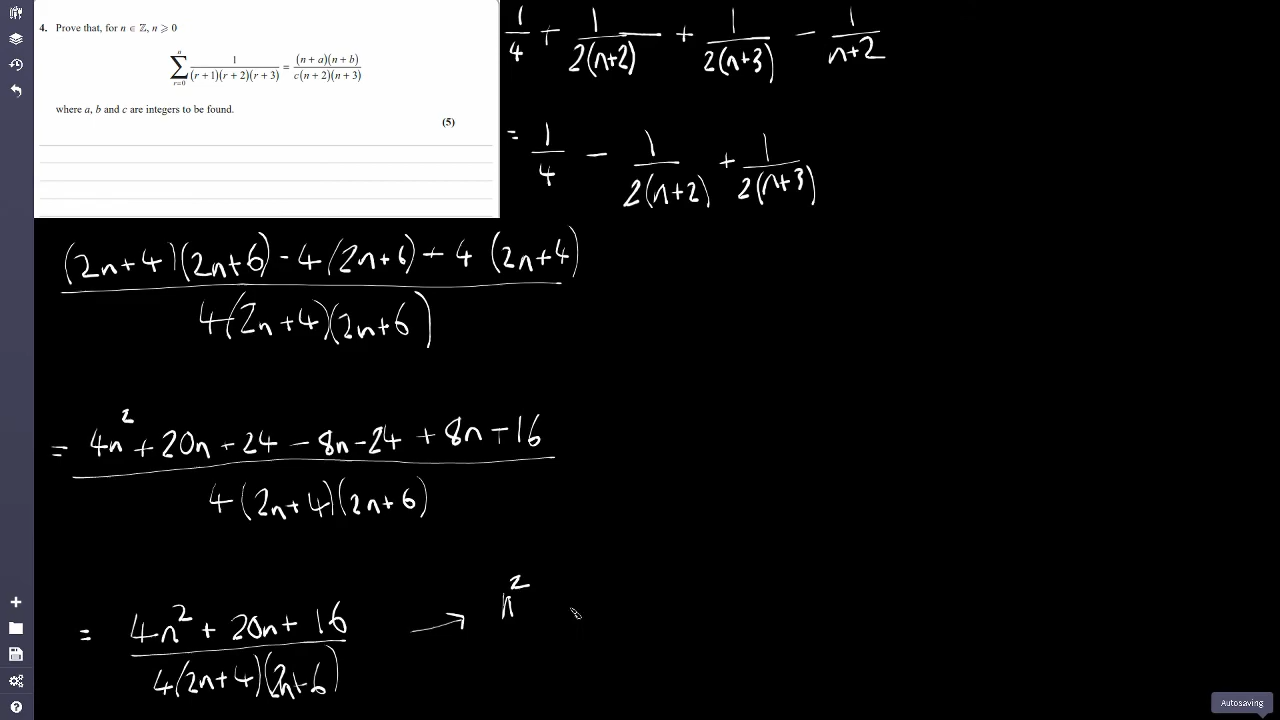 4. Prove that, for n ∈ ℤ, n ⩾ 0
∑_{r=0}^{n} 1/((r+1)(r+2)(r+3)) = ((n+a)(n+b))/(c(n+2)(n+3))
where a, b and c are integers to be found.
(5)
1/4 + 1/(2(n+2)) + 1/(2(n+3)) − 1/(n+2)
= 1/4 − 1/(2(n+2)) + 1/(2(n+3))
((2n+4)(2n+6) − 4(2n+6) + 4(2n+4))/(4(2n+4)(2n+6))
= (4n² + 20n + 24 − 8n − 24 + 8n + 16)/(4(2n+4)(2n+6))
= (4n² + 20n + 16)/(4(2n+4)(2n+6)) → n²
Autosaving